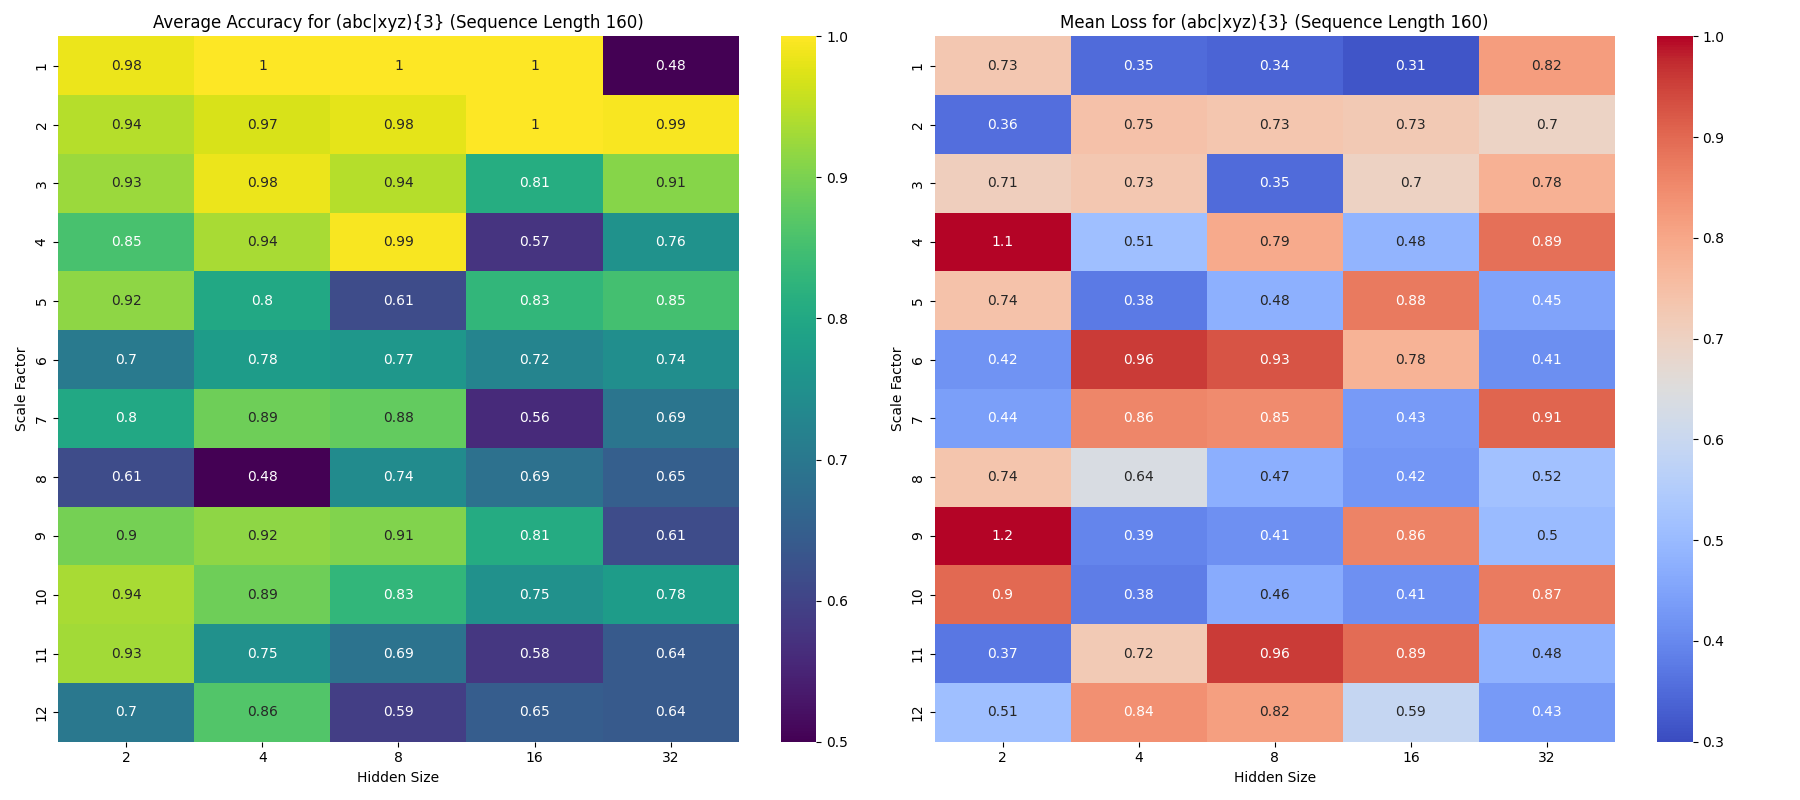 Average Accuracy for (abc|xyz){3} (Sequence Length 160)
Scale Factor
1 0.98 1 1 1 0.48
2 0.94 0.97 0.98 1 0.99
3 0.93 0.98 0.94 0.81 0.91
4 0.85 0.94 0.99 0.57 0.76
5 0.92 0.8 0.61 0.83 0.85
6 0.7 0.78 0.77 0.72 0.74
7 0.8 0.89 0.88 0.56 0.69
8 0.61 0.48 0.74 0.69 0.65
9 0.9 0.92 0.91 0.81 0.61
10 0.94 0.89 0.83 0.75 0.78
11 0.93 0.75 0.69 0.58 0.64
12 0.7 0.86 0.59 0.65 0.64
2 4 8 16 32
Hidden Size
1.0
0.9
0.8
0.7
0.6
0.5
Mean Loss for (abc|xyz){3} (Sequence Length 160)
Scale Factor
1 0.73 0.35 0.34 0.31 0.82
2 0.36 0.75 0.73 0.73 0.7
3 0.71 0.73 0.35 0.7 0.78
4 1.1 0.51 0.79 0.48 0.89
5 0.74 0.38 0.48 0.88 0.45
6 0.42 0.96 0.93 0.78 0.41
7 0.44 0.86 0.85 0.43 0.91
8 0.74 0.64 0.47 0.42 0.52
9 1.2 0.39 0.41 0.86 0.5
10 0.9 0.38 0.46 0.41 0.87
11 0.37 0.72 0.96 0.89 0.48
12 0.51 0.84 0.82 0.59 0.43
2 4 8 16 32
Hidden Size
1.0
0.9
0.8
0.7
0.6
0.5
0.4
0.3